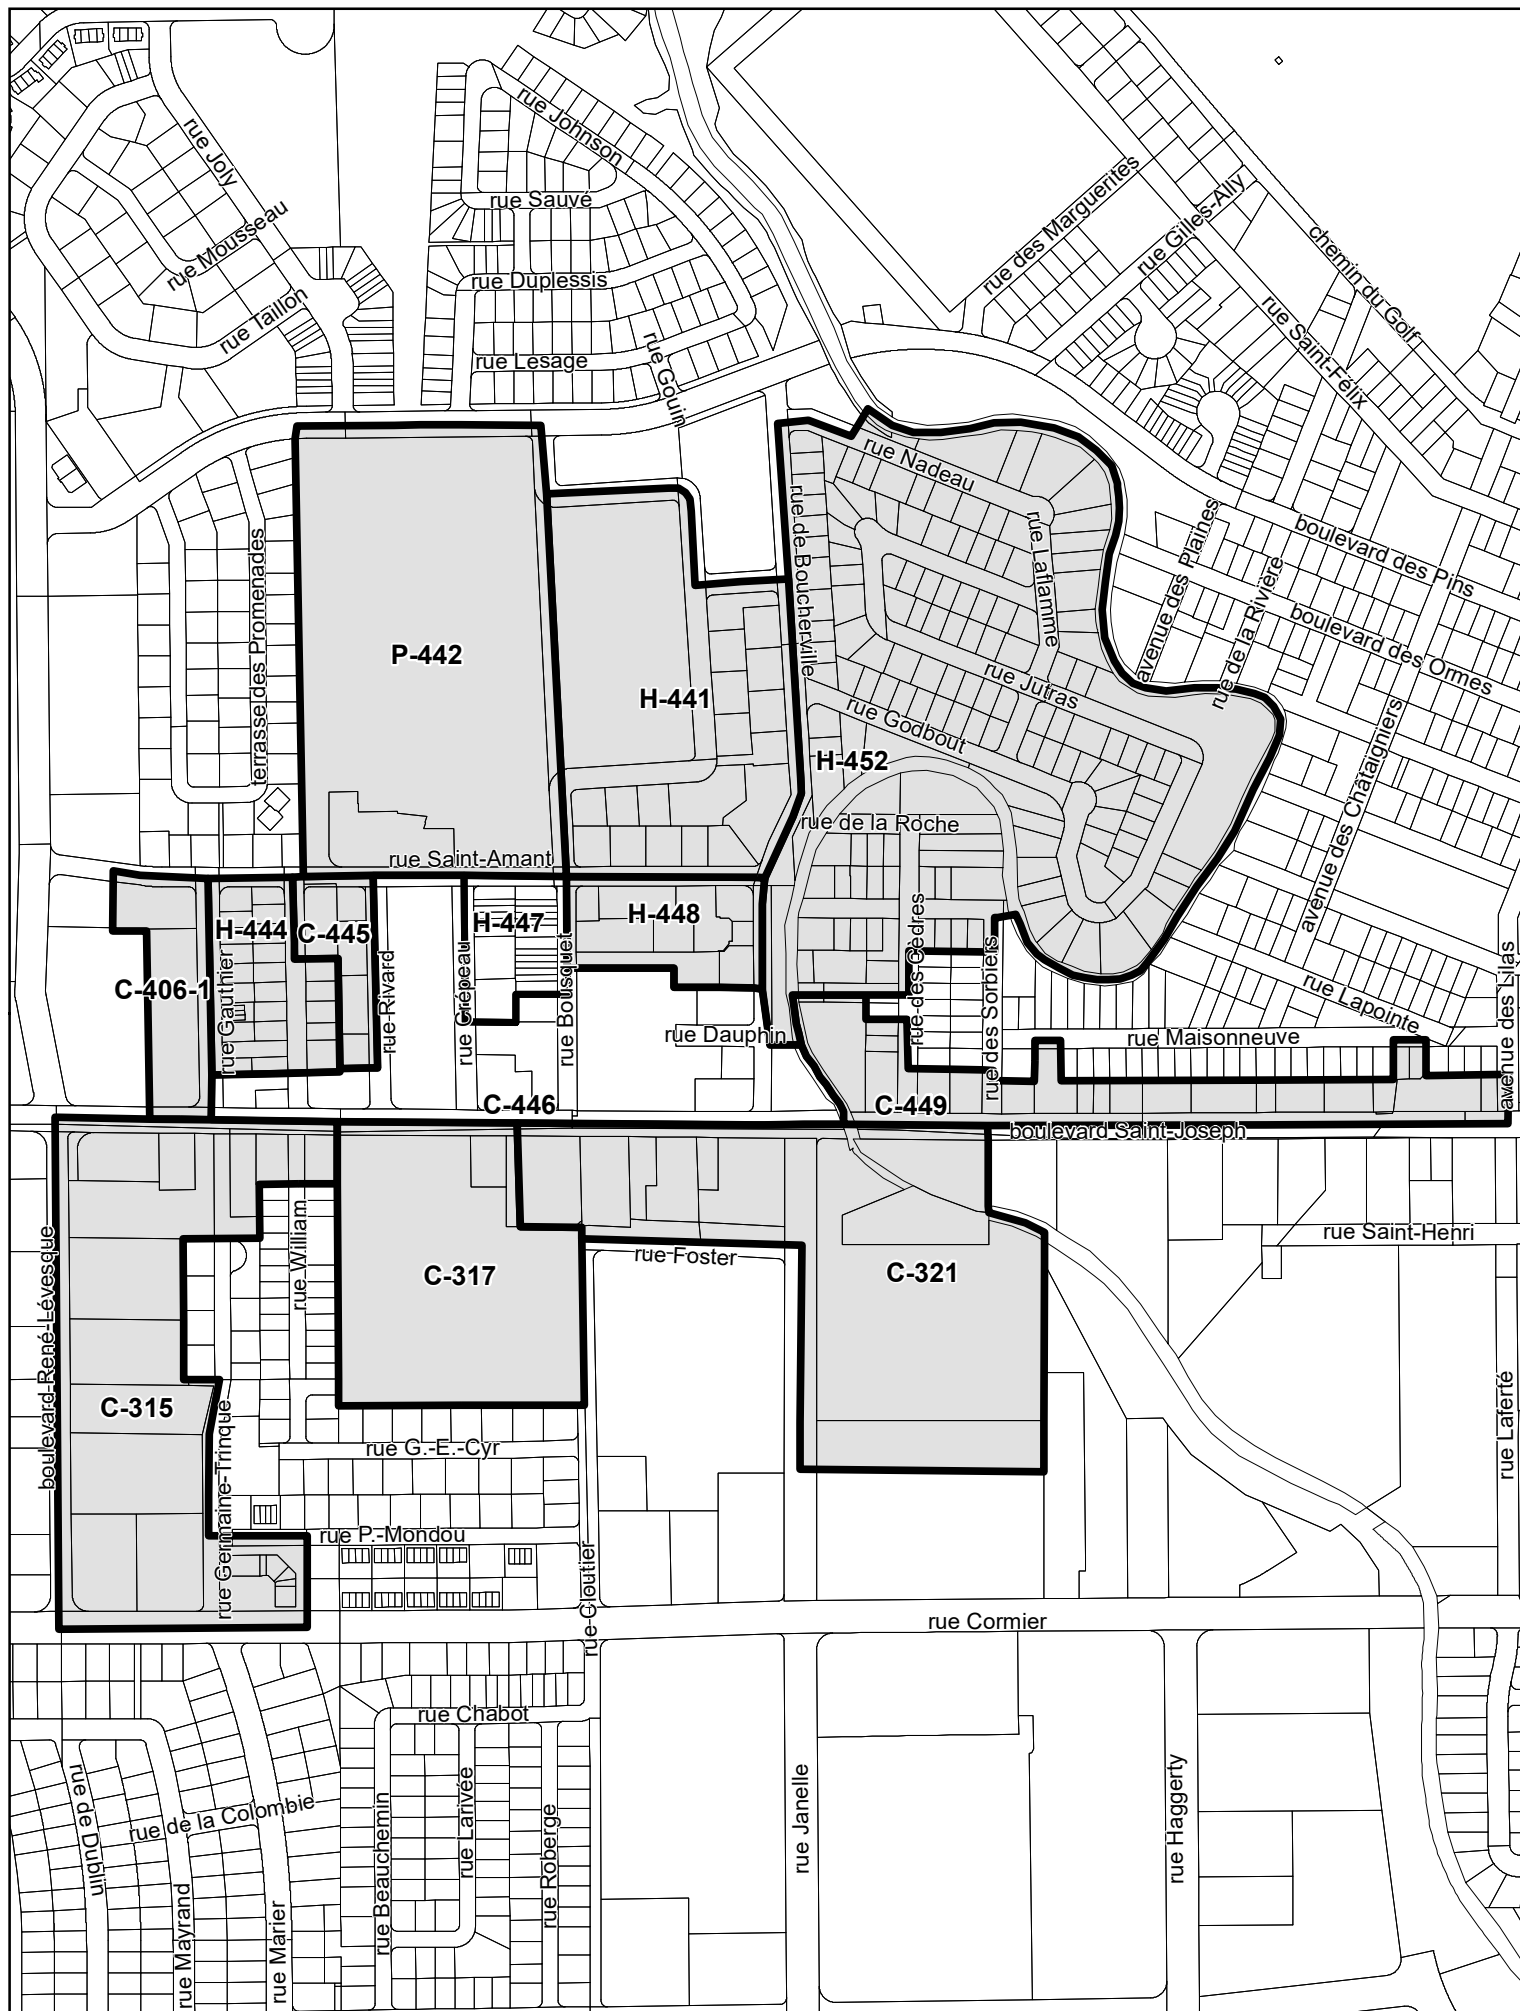 rue Johnson
rue Joly
rue Sauvé
rue des Marguerites
rue Gilles-Ally
chemin du Golf
rue Mousseau
rue Duplessis
rue Taillon
rue Saint-Félix
rue Lesage
rue Gouin
rue Nadeau
rue de Boucherville
rue Laflamme
terrasse des Promenades
avenue des Plaines
boulevard des Pins
rue de la Rivière
boulevard des Ormes
P-442
H-441
rue Jutras
rue Godbout
H-452
avenue des Châtaigniers
rue de la Roche
rue Saint-Amant
H-444
C-445
H-447
H-448
C-406-1
rue Gauthier
rue Rivard
rue Crépeau
rue Bousquet
rue des Cèdres
rue des Sorbiers
rue Lapointe
avenue des Lilas
rue Dauphin
rue Maisonneuve
C-446
C-449
boulevard Saint-Joseph
rue William
rue Saint-Henri
rue Foster
C-317
C-321
boulevard René-Lévesque
C-315
rue Germaine-Trinque
rue G.-E.-Cyr
rue Laferté
rue P.-Mondou
rue Cloutier
rue Cormier
rue Chabot
rue de Dublin
rue de la Colombie
rue Beauchemin
rue Larivée
rue Roberge
rue Janelle
rue Haggerty
rue Mayrand
rue Marier